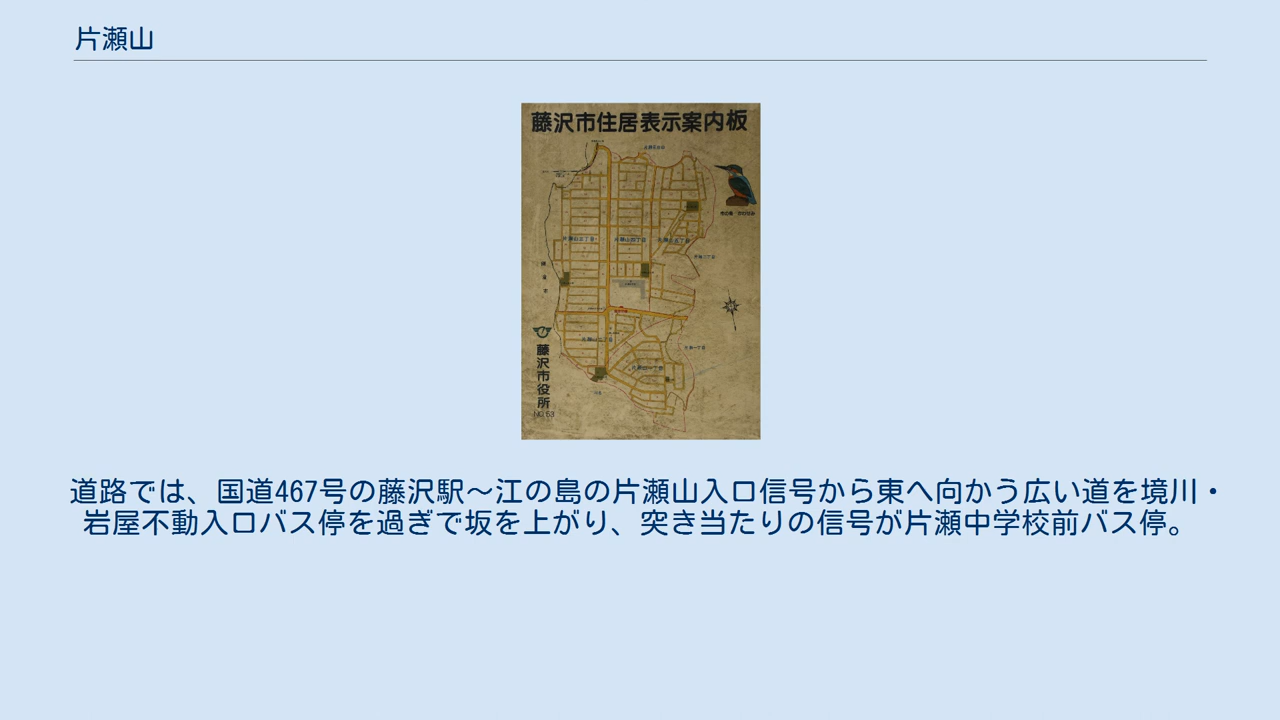 片瀬山
藤沢市住居表示案内板
藤沢市役所
NO.53
道路では、国道467号の藤沢駅〜江の島の片瀬山入口信号から東へ向かう広い道を境川・
岩屋不動入口バス停を過ぎで坂を上がり、突き当たりの信号が片瀬中学校前バス停。